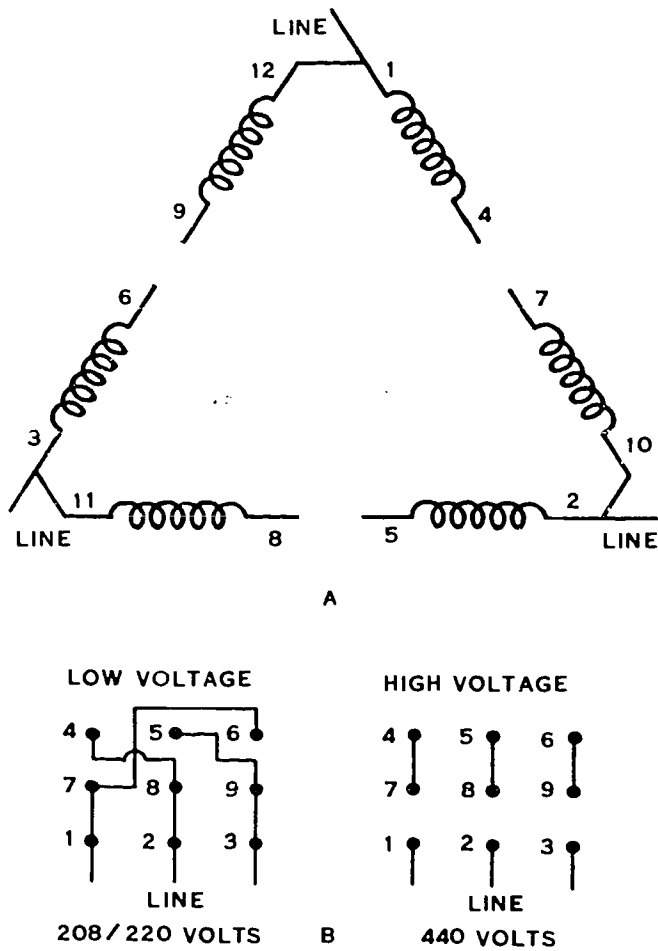 LINE
12 1
9 4
6 7
3 10
11 8 5 2
LINE LINE
A
LOW VOLTAGE HIGH VOLTAGE
4 5 6 4 5 6
7 8 9 7 8 9
1 2 3 1 2 3
LINE LINE
208/220 VOLTS B 440 VOLTS